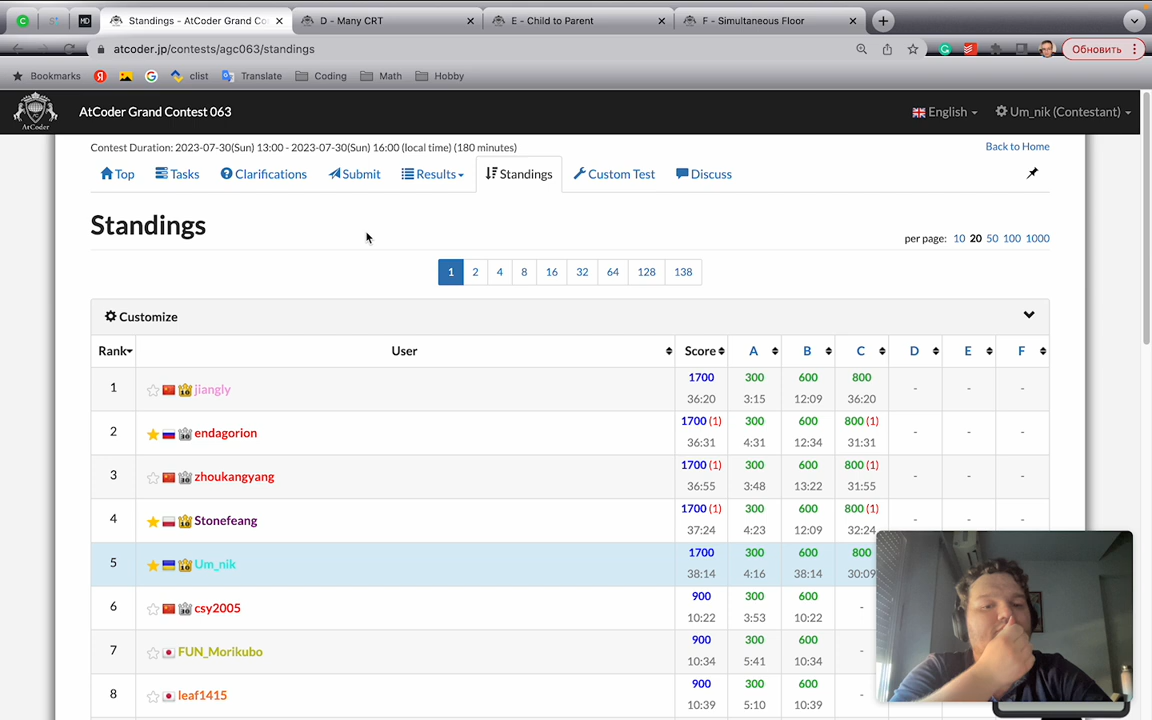 Standings - AtCoder Grand Co
D - Many CRT
E - Child to Parent
F - Simultaneous Floor
atcoder.jp/contests/agc063/standings
Обновить
Bookmarks
clist
Translate
Coding
Math
Hobby
AtCoder
AtCoder Grand Contest 063
English
Um_nik (Contestant)
Contest Duration: 2023-07-30(Sun) 13:00 - 2023-07-30(Sun) 16:00 (local time) (180 minutes)
Back to Home
Top
Tasks
Clarifications
Submit
Results
Standings
Custom Test
Discuss
Standings
per page: 10 20 50 100 1000
1 2 4 8 16 32 64 128 138
Customize
Rank User Score A B C D E F
1 jiangly 1700 300 600 800 - - -
36:20 3:15 12:09 36:20
2 endagorion 1700 (1) 300 600 800 (1) - - -
36:31 4:31 12:34 31:31
3 zhoukangyang 1700 (1) 300 600 800 (1) - - -
36:55 3:48 13:22 31:55
4 Stonefeang 1700 (1) 300 600 800 (1) - - -
37:24 4:23 12:09 32:24
5 Um_nik 1700 300 600 800
38:14 4:16 38:14 30:09
6 csy2005 900 300 600 -
10:22 3:53 10:22
7 FUN_Morikubo 900 300 600 -
10:34 5:41 10:34
8 leaf1415 900 300 600 -
10:39 5:10 10:39